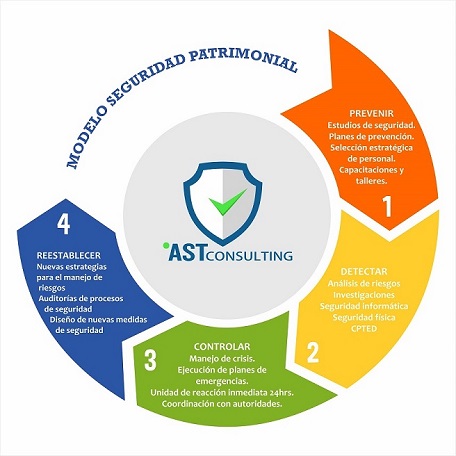 MODELO SEGURIDAD PATRIMONIAL
PREVENIR
Estudios de seguridad.
Planes de prevención.
Selección estratégica
de personal.
Capacitaciones y
talleres.
1
DETECTAR
Análisis de riesgos
Investigaciones
Seguridad informática
Seguridad física
CPTED
2
CONTROLAR
Manejo de crisis.
Ejecución de planes de
emergencias.
Unidad de reacción inmediata 24hrs.
Coordinación con autoridades.
3
4
REESTABLECER
Nuevas estrategias
para el manejo de
riesgos
Auditorías de procesos
de seguridad
Diseño de nuevas medidas
de seguridad
AST CONSULTING